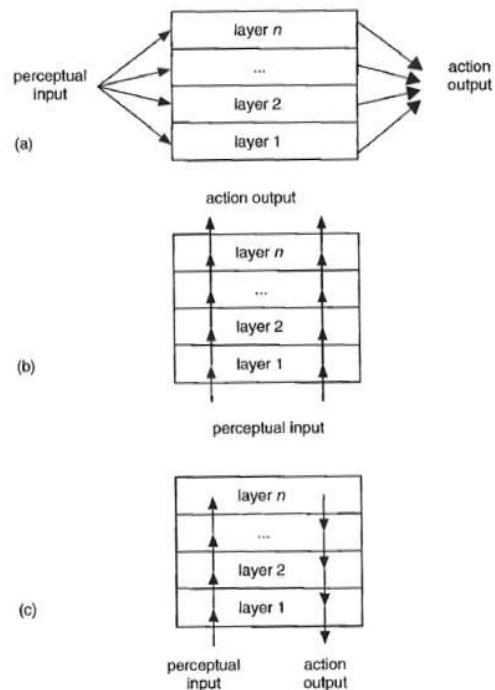 layer n
...
layer 2
layer 1
perceptual
input
action
output
(a)
action output
layer n
...
layer 2
layer 1
(b)
perceptual input
layer n
...
layer 2
layer 1
(c)
perceptual
input
action
output